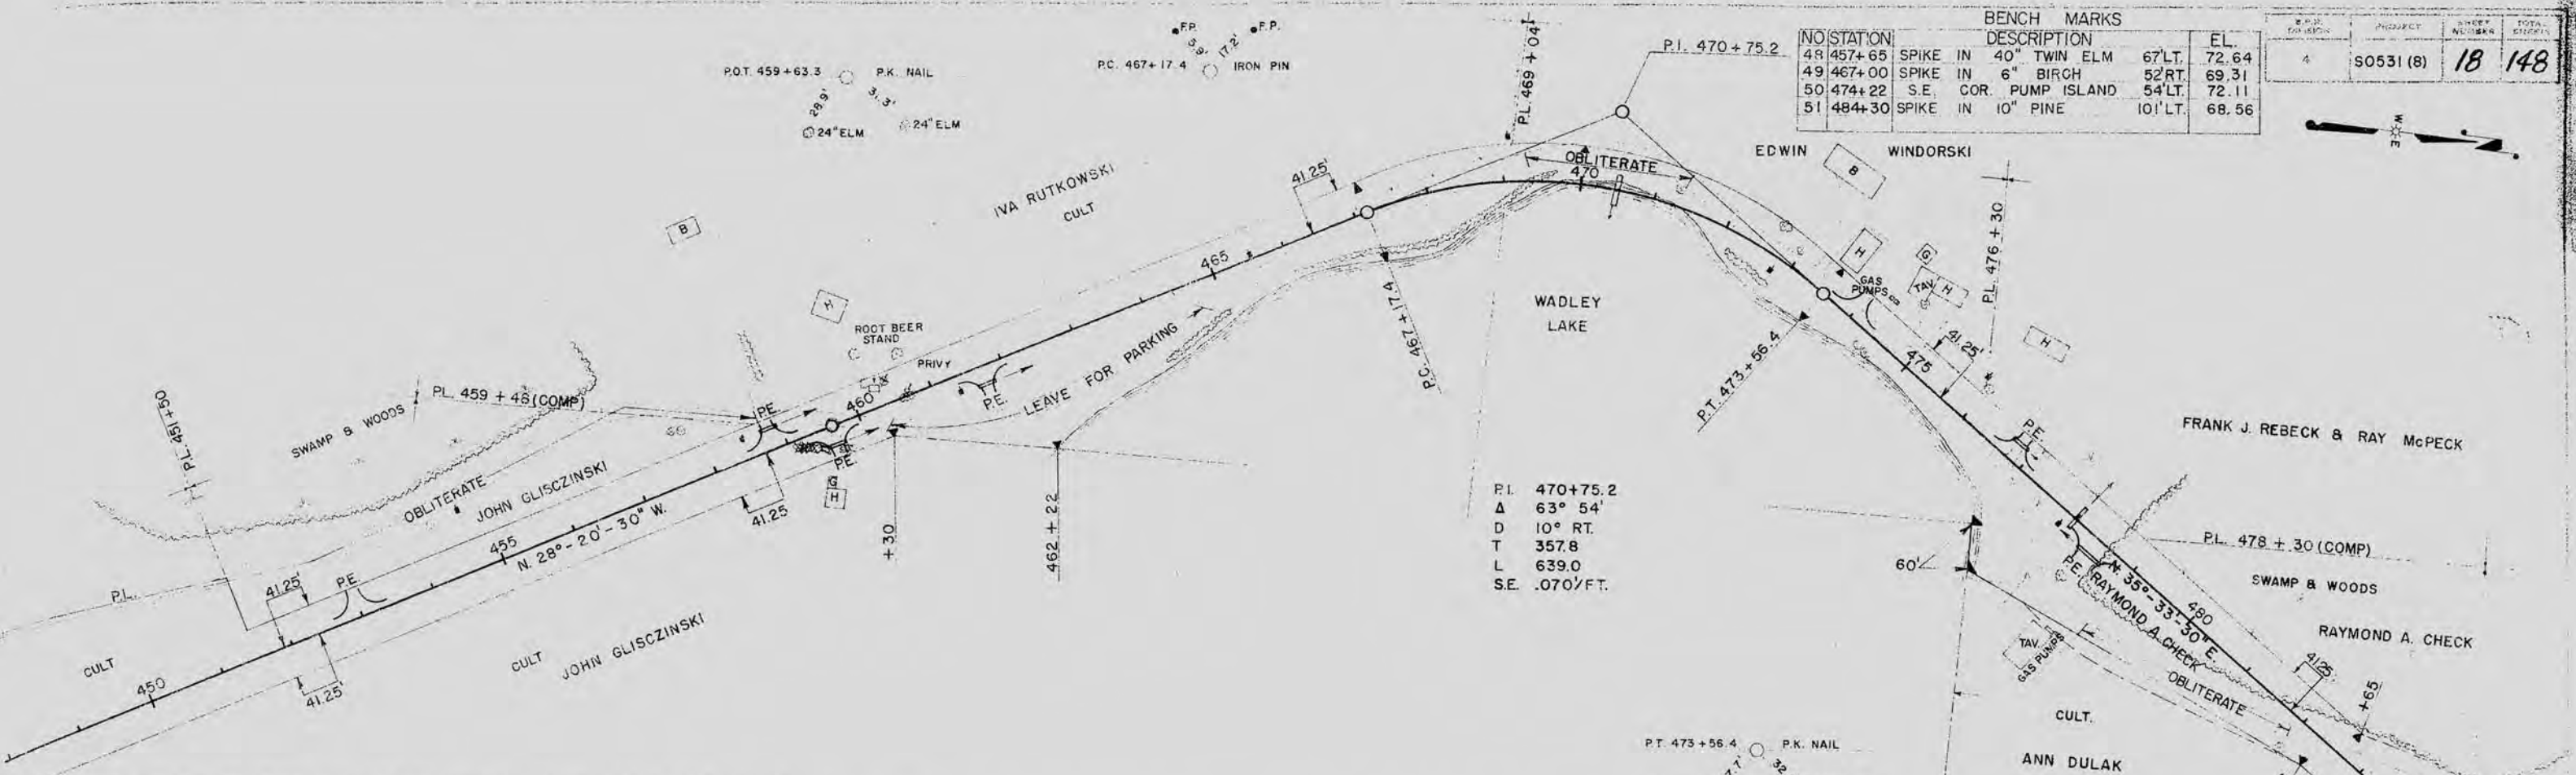 BENCH MARKS
NO STATION DESCRIPTION EL.
48 457+65 SPIKE IN 40" TWIN ELM 67'LT. 72.64
49 467+00 SPIKE IN 6" BIRCH 52'RT. 69.31
50 474+22 S.E. COR. PUMP ISLAND 54'LT. 72.11
51 484+30 SPIKE IN 10" PINE 101'LT. 68.56
PROJECT SHEET NUMBER TOTAL SHEETS
4 S0531 (8) 18 148
F.P. F.P.
5.9' 17.2'
P.C. 467+17.4 IRON PIN
P.O.T. 459+63.3 P.K. NAIL
28.9' 31.3'
24" ELM 24" ELM
P.L. 469+04
P.I. 470+75.2
W E
EDWIN WINDORSKI
B
OBLITERATE
470
IVA RUTKOWSKI
CULT
41.25'
B
H
465
ROOT BEER
STAND
PRIVY
LEAVE FOR PARKING
P.C. 467+17.4
WADLEY
LAKE
H
G
GAS
PUMPS
TAV.
H
P.L. 476+30
H
41.25'
475
P.T. 473+56.4
P.L. 451+50
SWAMP & WOODS
P.L. 459+48 (COMP)
P.E.
460
P.E.
P.E.
G
H
OBLITERATE
JOHN GLISCZINSKI
41.25
+30
462+22
455
N. 28°-20'-30" W.
P.L.
41.25'
P.E.
CULT
450
41.25'
CULT
JOHN GLISCZINSKI
P.I. 470+75.2
Δ 63° 54'
D 10° RT.
T 357.8
L 639.0
S.E. .070'/FT.
P.E.
FRANK J. REBECK & RAY McPECK
P.L. 478+30 (COMP)
60'
SWAMP & WOODS
P.E.
N. 35°-33'-30" E.
RAYMOND A. CHECK
480
RAYMOND A. CHECK
TAV.
GAS PUMPS
41.25
OBLITERATE
+65
CULT.
ANN DULAK
P.T. 473+56.4 P.K. NAIL